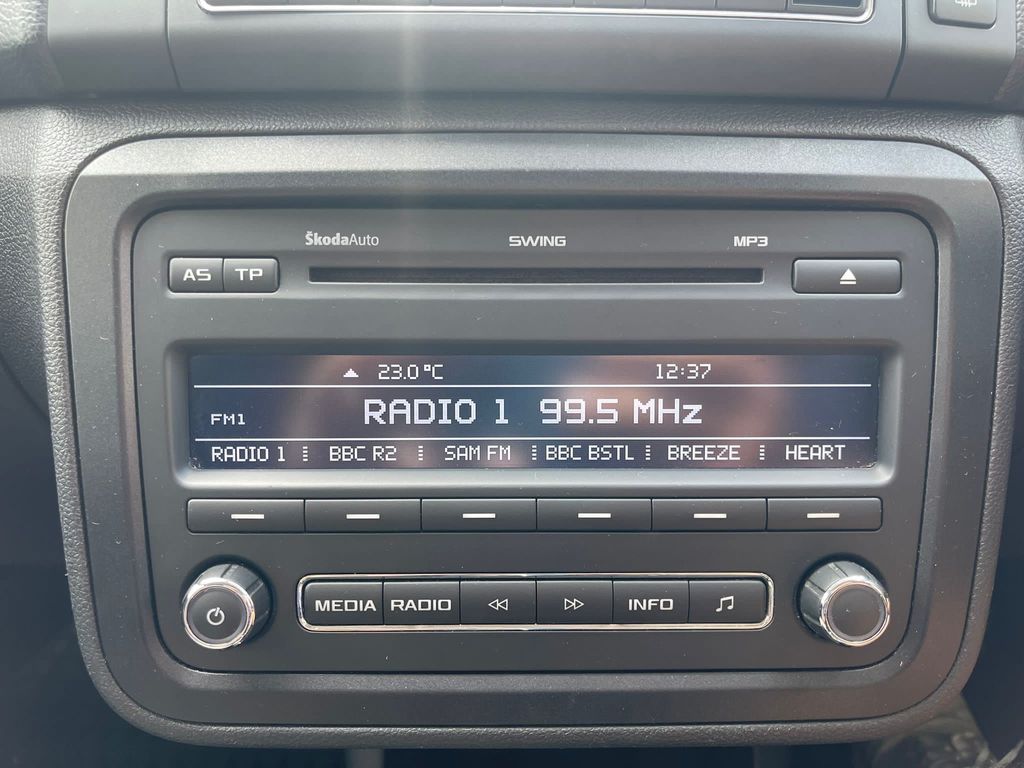 ŠkodaAuto SWING MP3
AS TP
23.0 °C 12:37
FM1 RADIO 1 99.5 MHz
RADIO 1 BBC R2 SAM FM BBC BSTL BREEZE HEART
MEDIA RADIO INFO